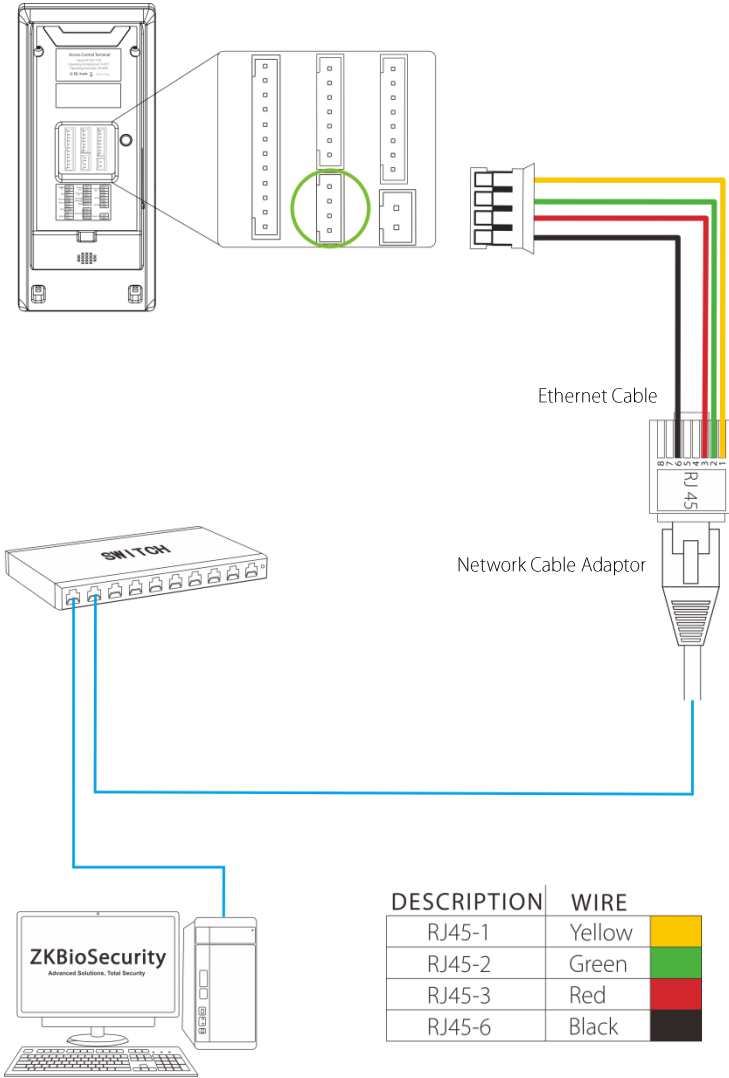 Access Control Terminal
Ethernet Cable
8 7 6 5 4 3 2 1
RJ 45
SWITCH
Network Cable Adaptor
ZKBioSecurity
Advanced Solutions, Total Security
DESCRIPTION WIRE
RJ45-1 Yellow
RJ45-2 Green
RJ45-3 Red
RJ45-6 Black